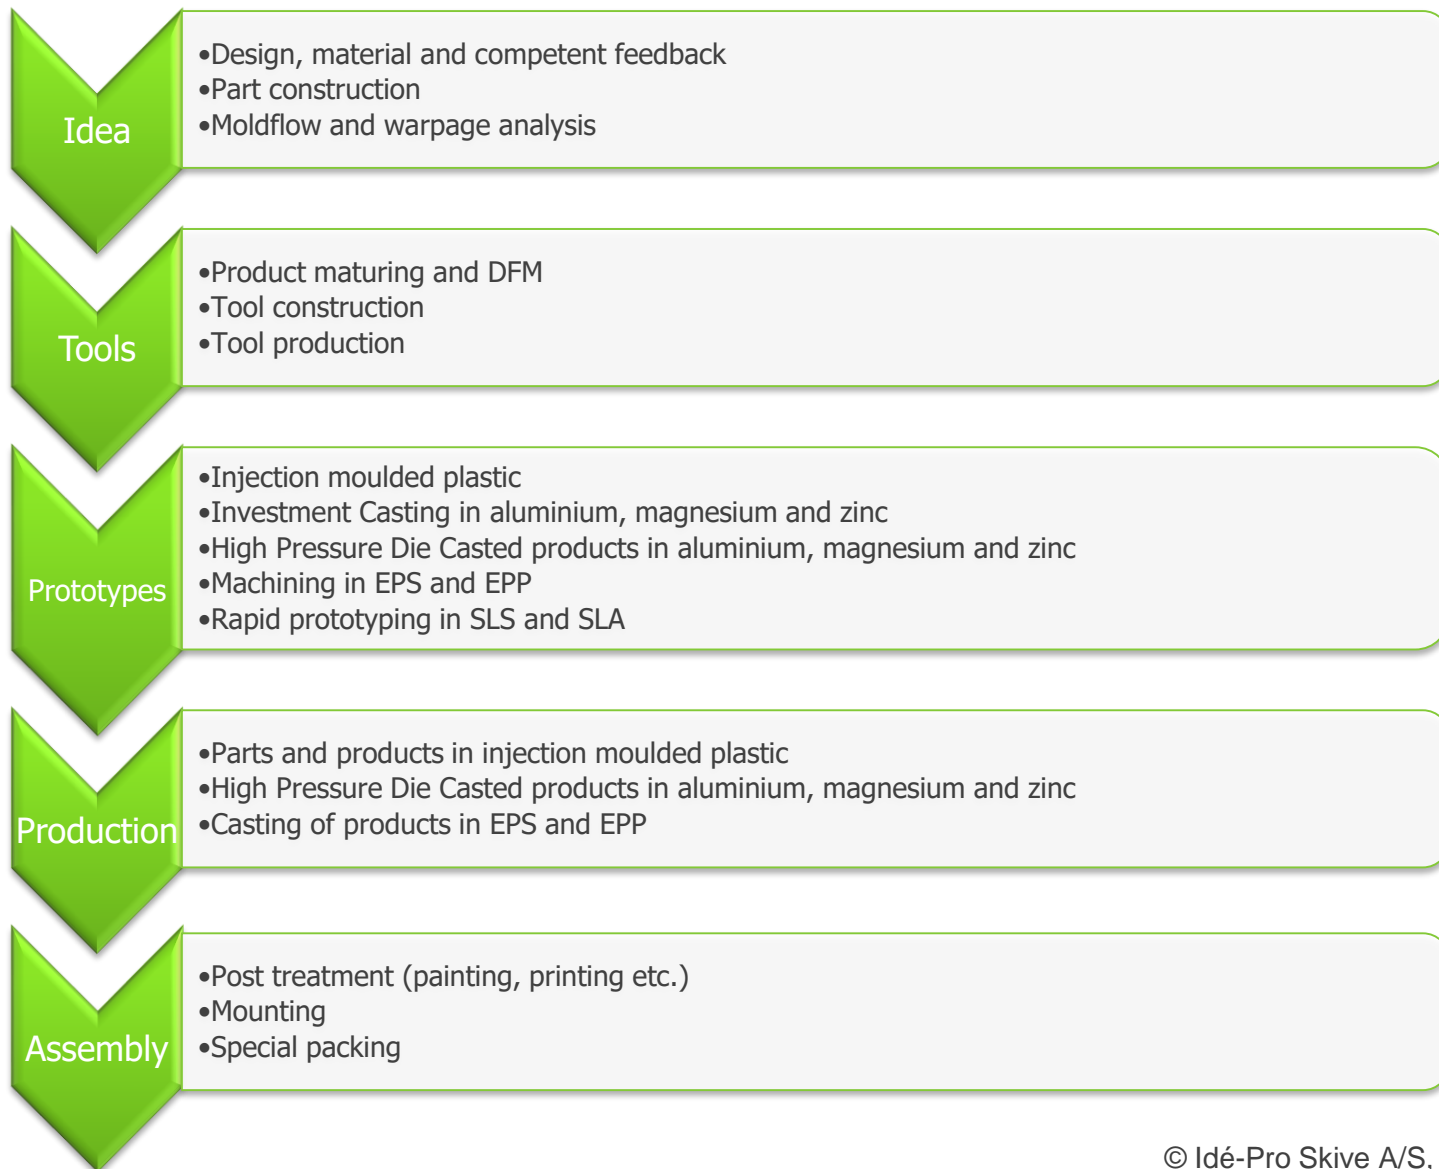 Idea
•Design, material and competent feedback
•Part construction
•Moldflow and warpage analysis
Tools
•Product maturing and DFM
•Tool construction
•Tool production
Prototypes
•Injection moulded plastic
•Investment Casting in aluminium, magnesium and zinc
•High Pressure Die Casted products in aluminium, magnesium and zinc
•Machining in EPS and EPP
•Rapid prototyping in SLS and SLA
Production
•Parts and products in injection moulded plastic
•High Pressure Die Casted products in aluminium, magnesium and zinc
•Casting of products in EPS and EPP
Assembly
•Post treatment (painting, printing etc.)
•Mounting
•Special packing
© Idé-Pro Skive A/S.